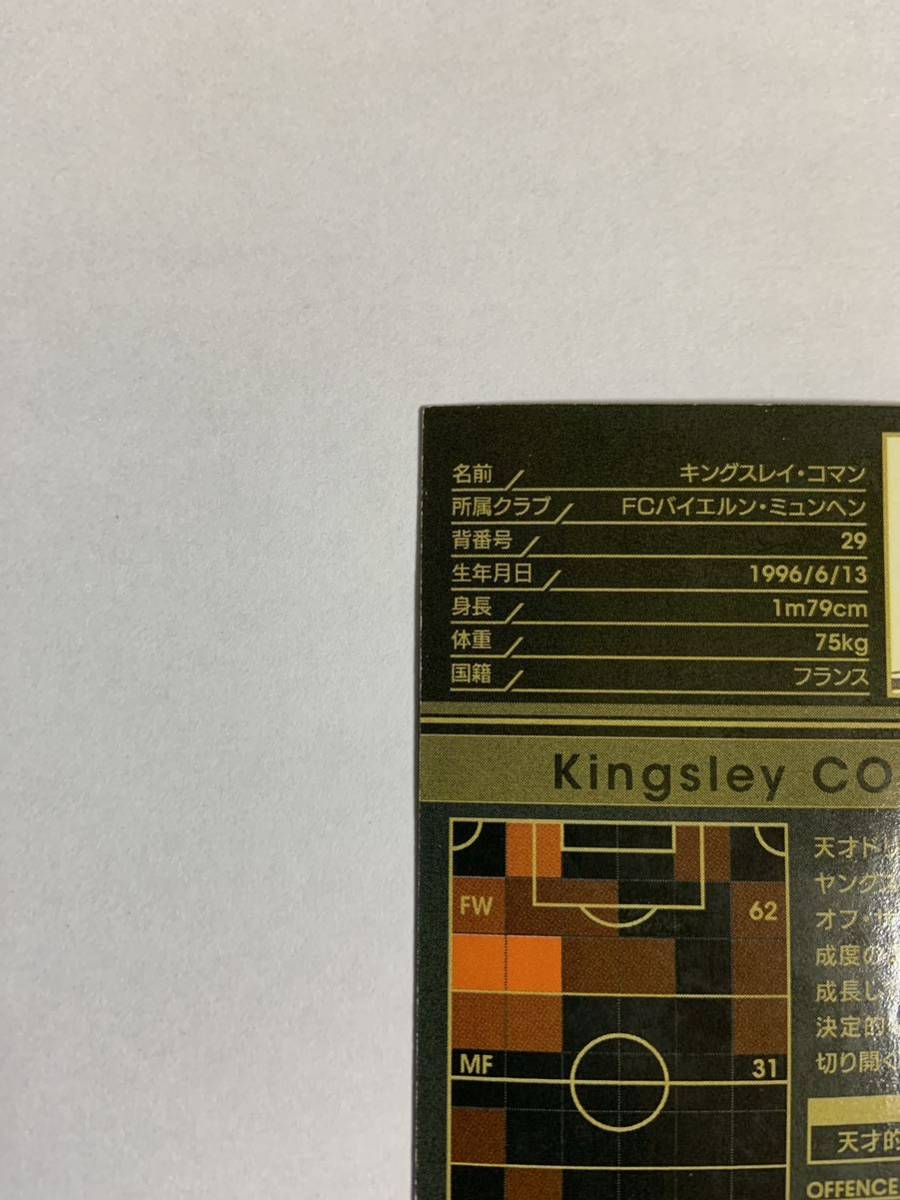 名前 キングスレイ・コマン
所属クラブ FCバイエルン・ミュンヘン
背番号 29
生年月日 1996/6/13
身長 1m79cm
体重 75kg
国籍 フランス
Kingsley CO
FW 62
MF 31
天才ド
ヤング
オフ・
成度の
成長し
決定的
切り開く
天才的
OFFENCE